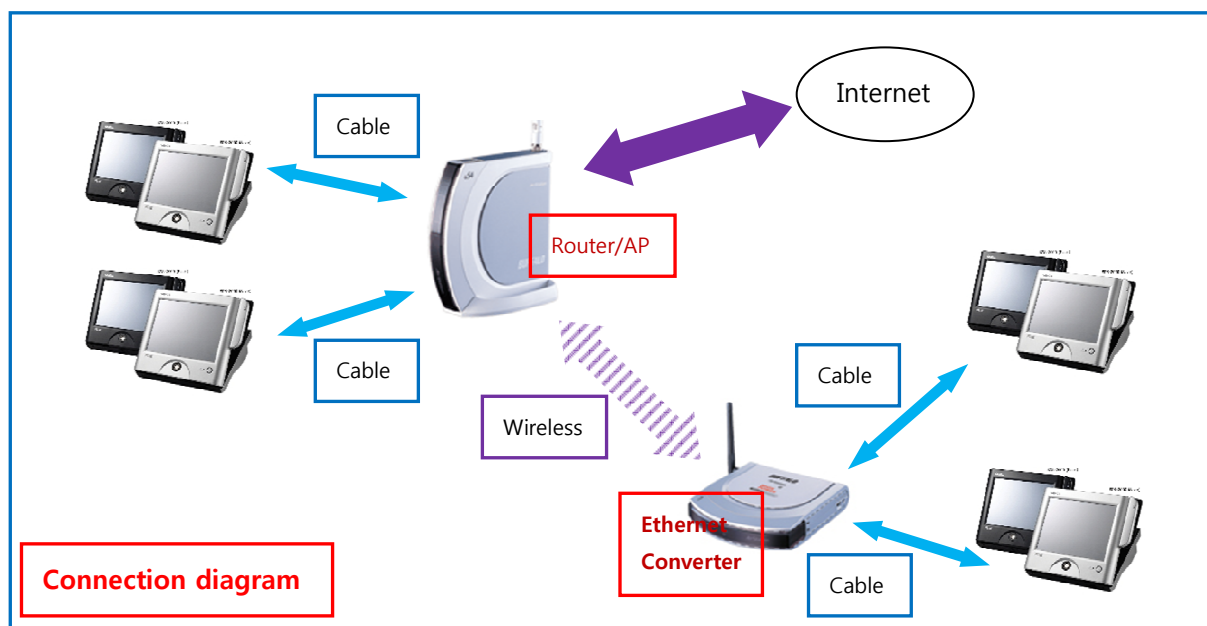 Internet
Cable
Router/AP
Cable
Wireless
Cable
Ethernet
Converter
Cable
Connection diagram